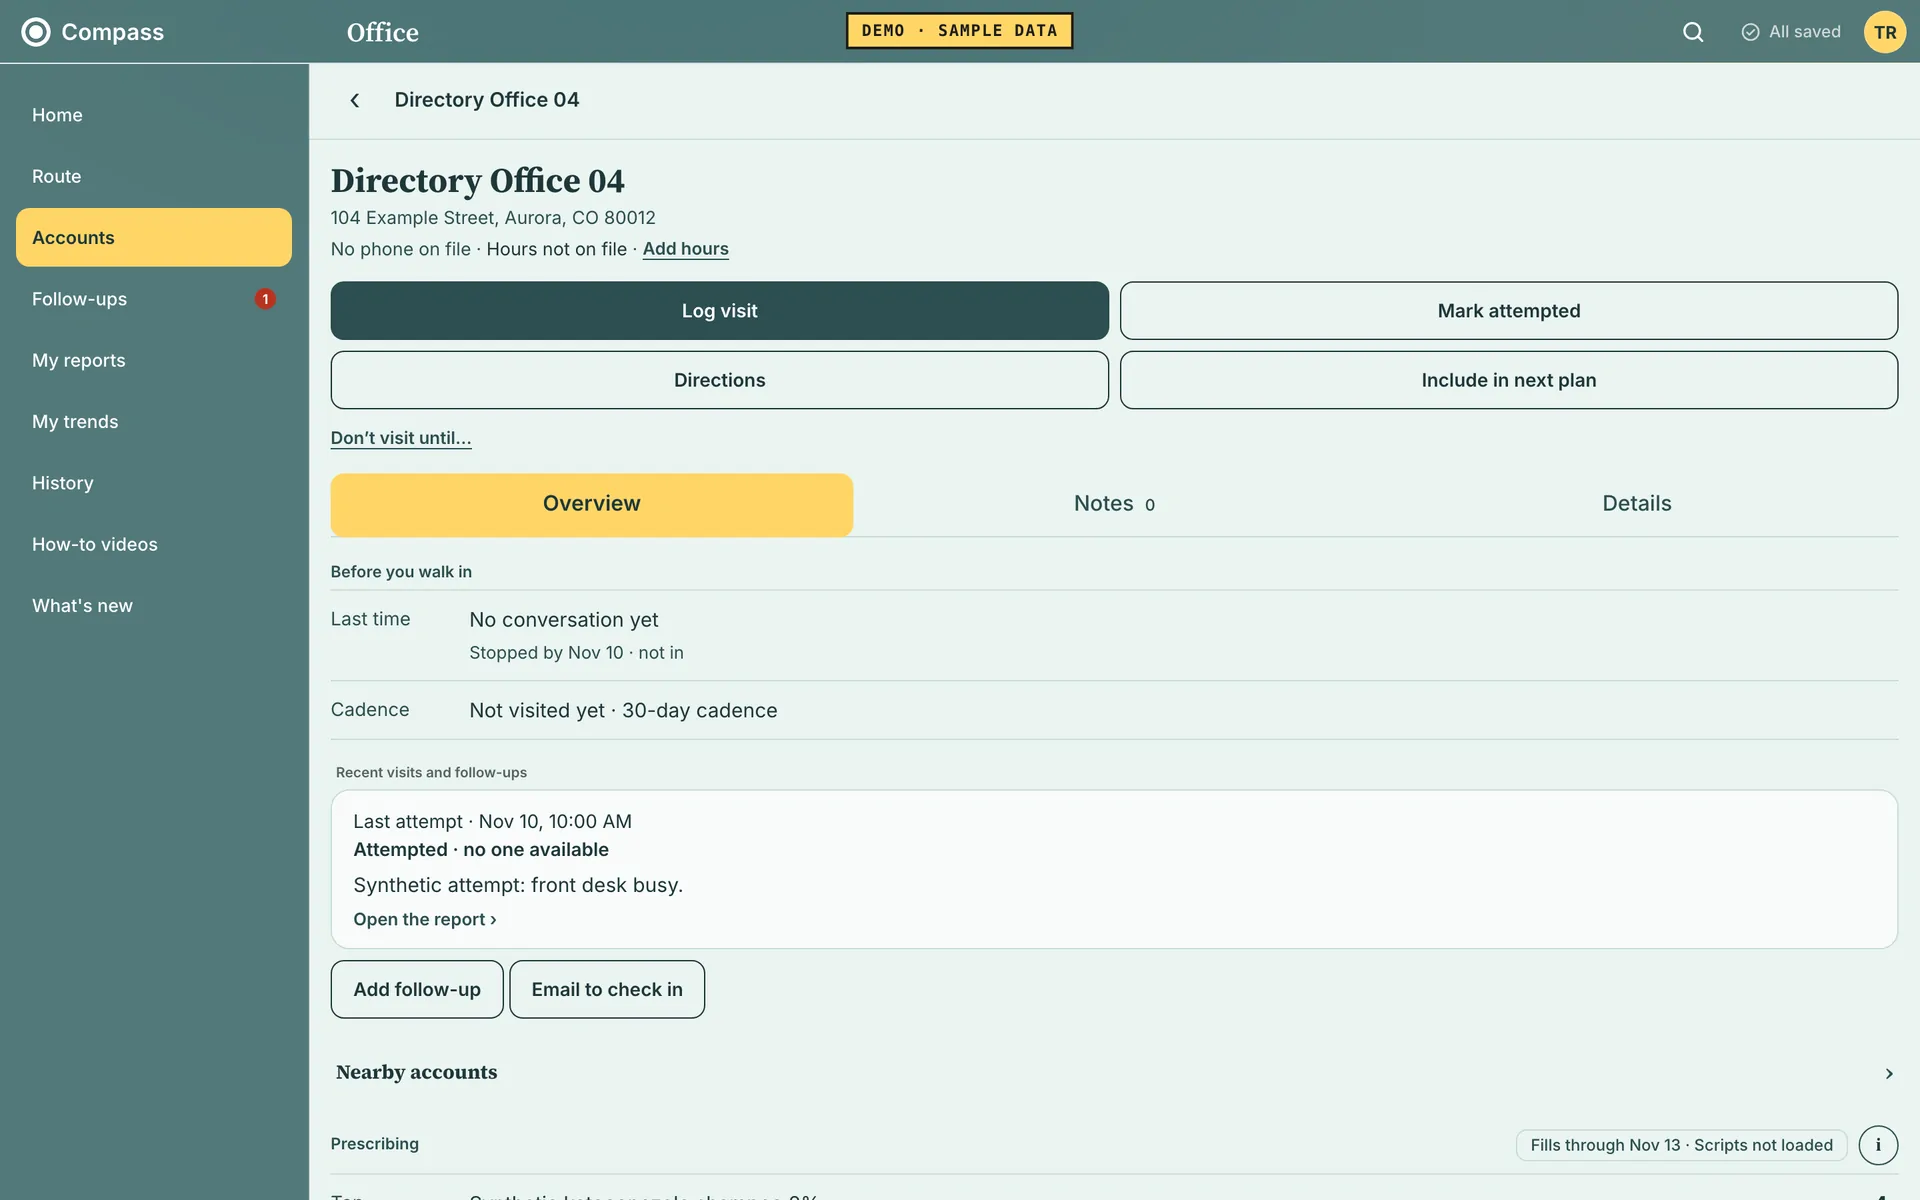 Compass
Office
DEMO · SAMPLE DATA
All saved
TR
Home
Route
Accounts
Follow-ups 1
My reports
My trends
History
How-to videos
What's new
Directory Office 04
Directory Office 04
104 Example Street, Aurora, CO 80012
No phone on file · Hours not on file · Add hours
Log visit
Mark attempted
Directions
Include in next plan
Don't visit until...
Overview
Notes 0
Details
Before you walk in
Last time No conversation yet
Stopped by Nov 10 · not in
Cadence Not visited yet · 30-day cadence
Recent visits and follow-ups
Last attempt · Nov 10, 10:00 AM
Attempted · no one available
Synthetic attempt: front desk busy.
Open the report ›
Add follow-up
Email to check in
Nearby accounts
Prescribing
Fills through Nov 13 · Scripts not loaded
i